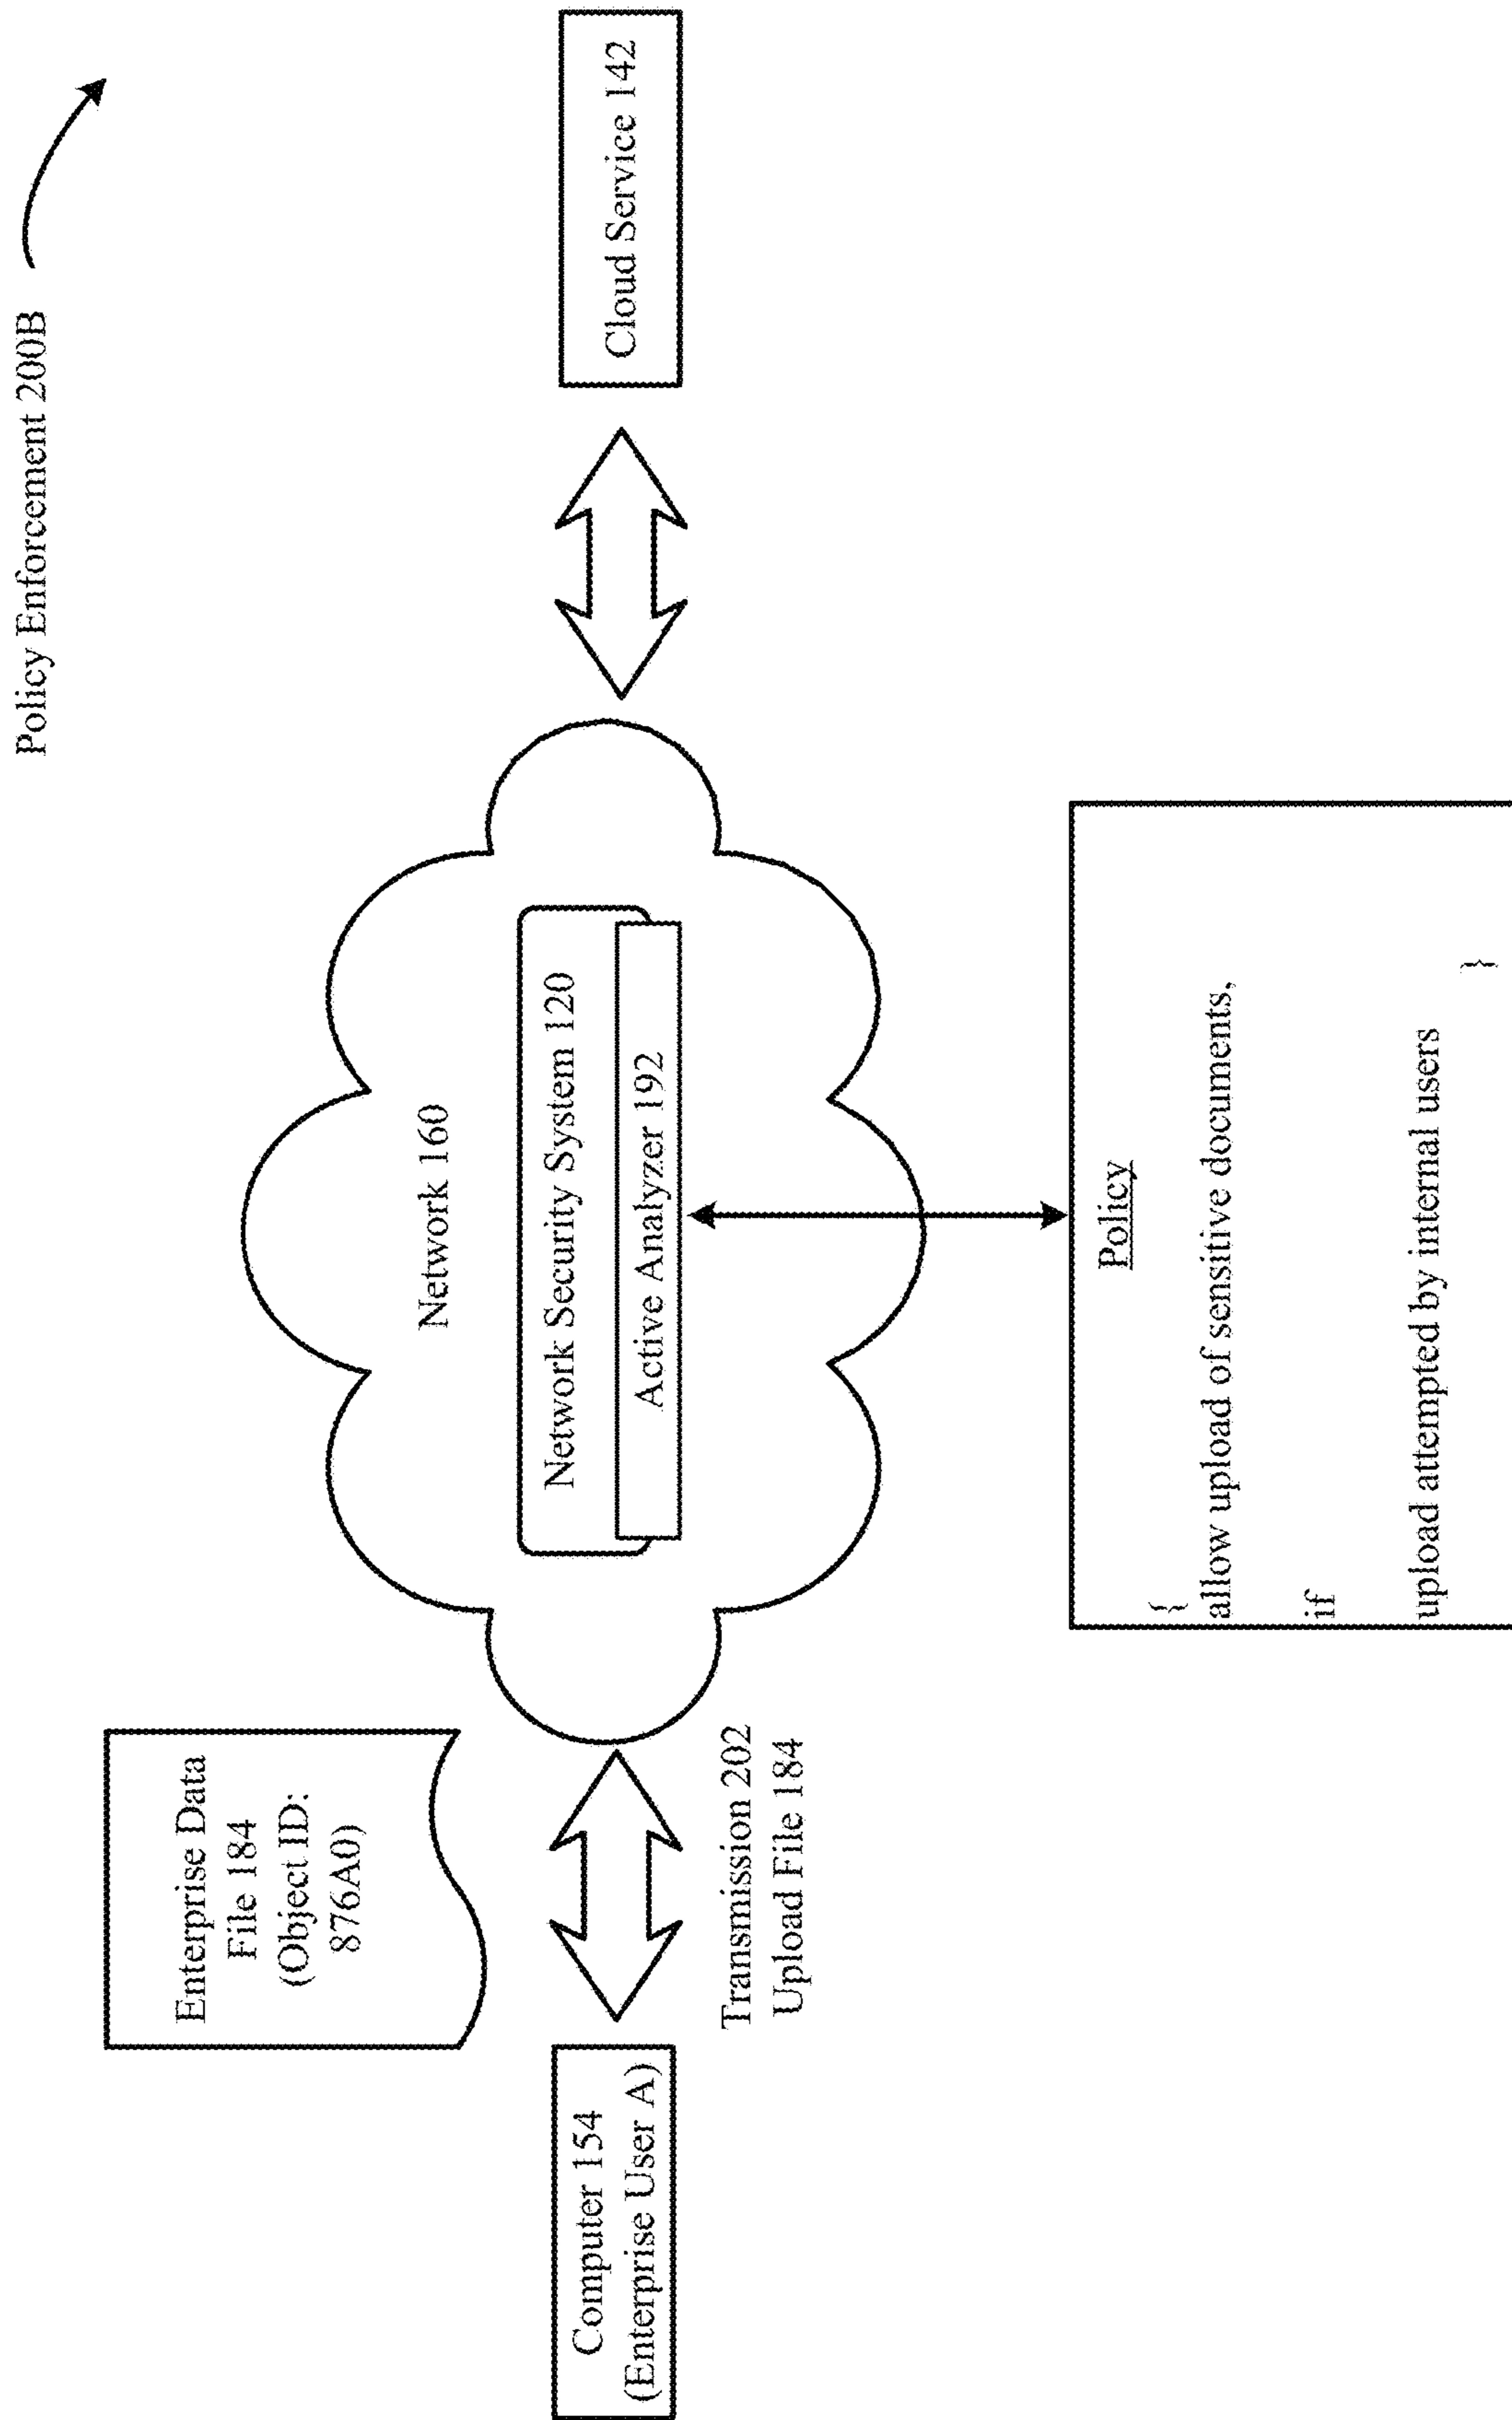 Policy Enforcement 200B
Enterprise Data
File 184
(Object ID:
876A0)
Computer 154
(Enterprise User A)
Transmission 202
Upload File 184
Network 160
Network Security System 120
Active Analyzer 192
Cloud Service 142
Policy
{
allow upload of sensitive documents,
if
upload attempted by internal users
}